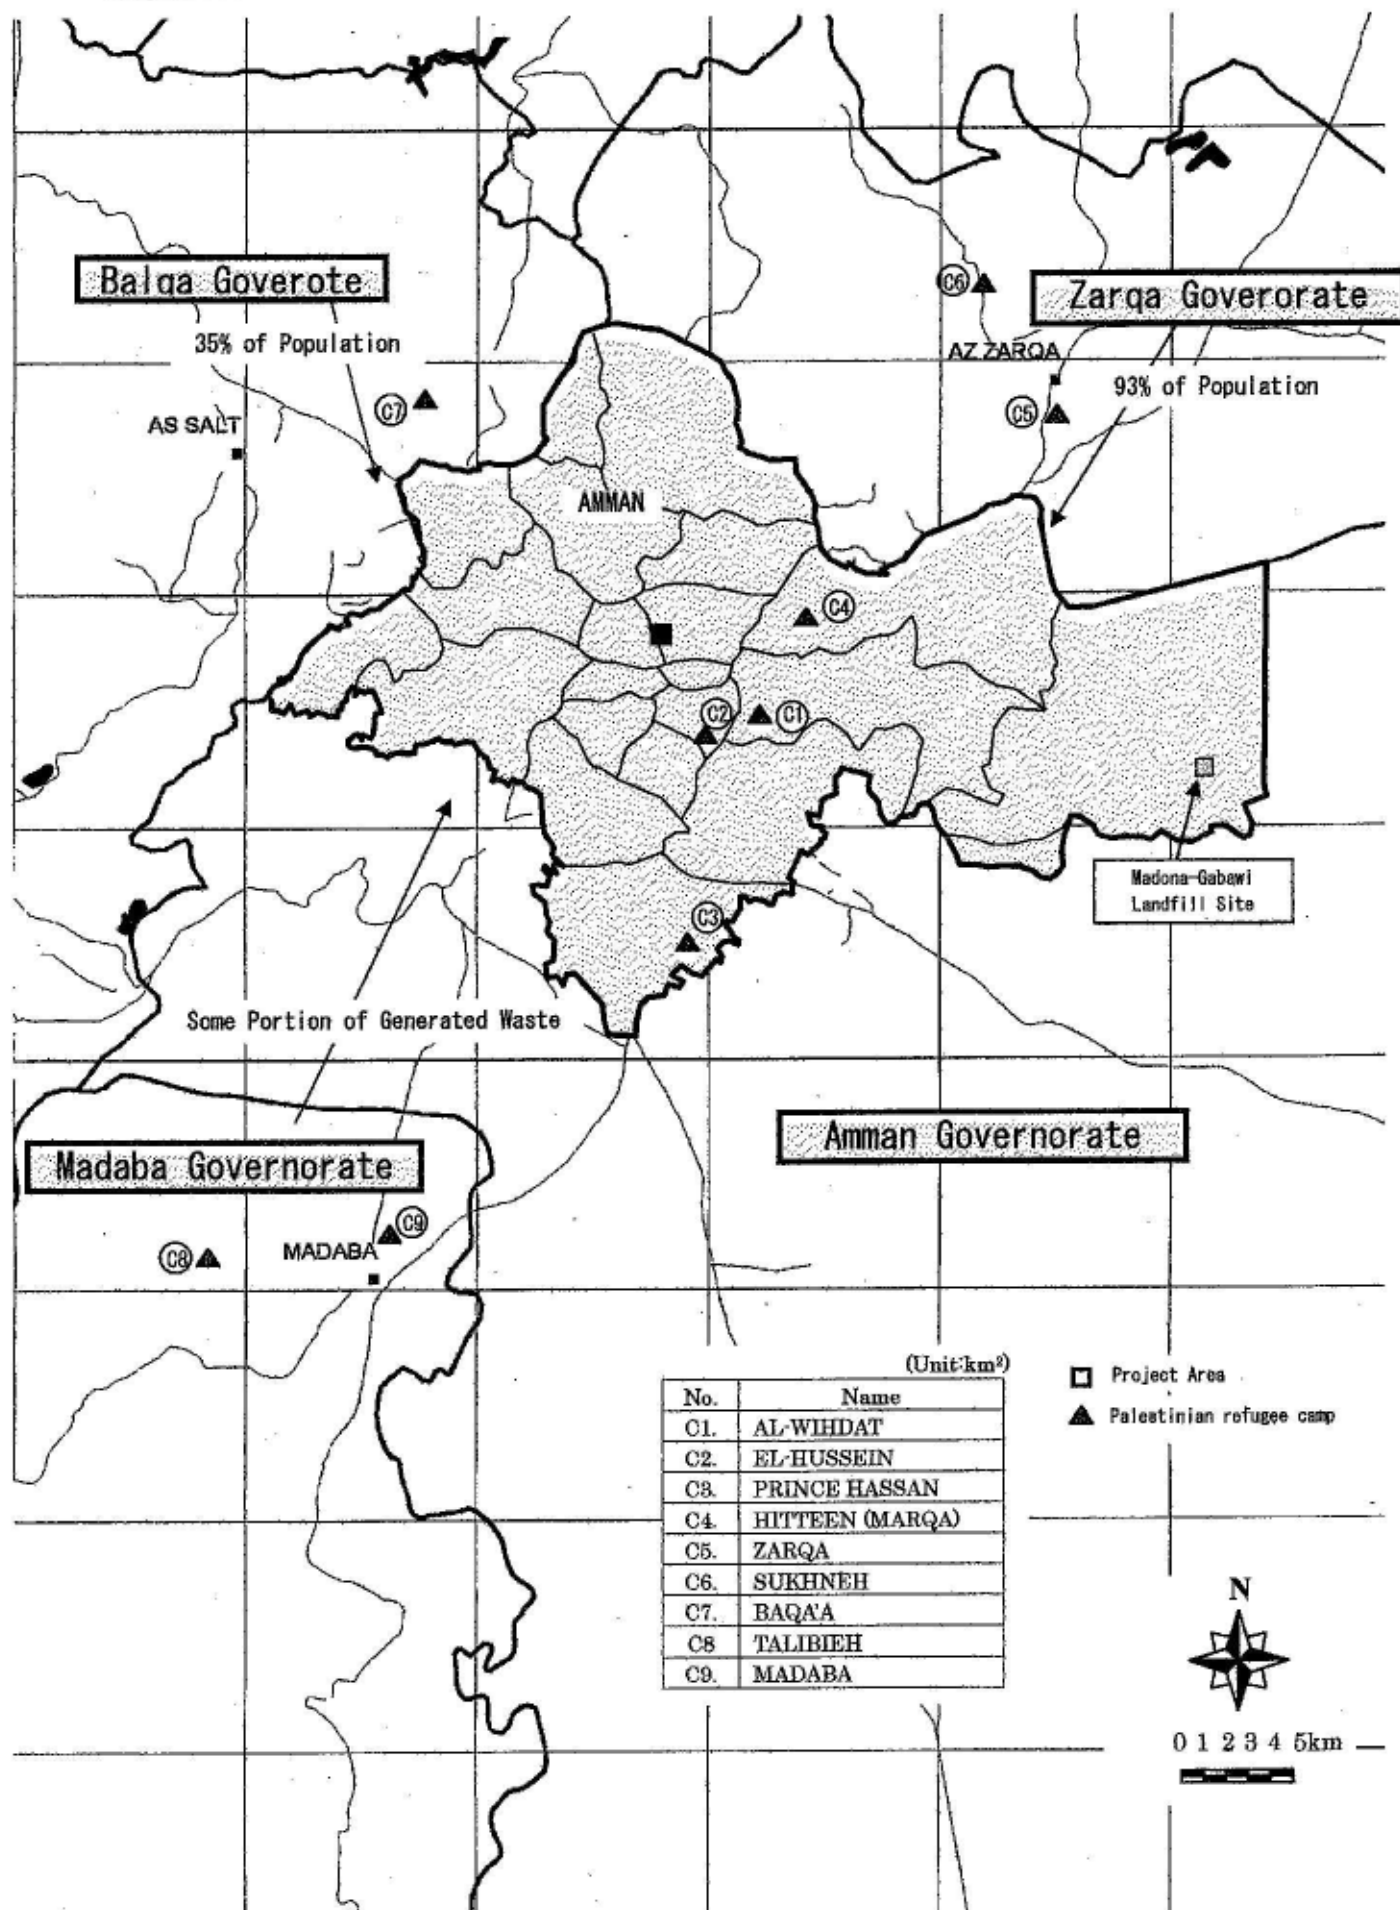 Balqa Goverote
C6
Zarqa Goverorate
35% of Population
AZ ZARQA
93% of Population
C7
C5
AS SALT
AMMAN
C4
C2
C1
Madona-Gabawi
Landfill Site
C3
Some Portion of Generated Waste
Amman Governorate
Madaba Governorate
C9
C8
MADABA
(Unit:km²)
No. Name
C1. AL-WIHDAT
C2. EL-HUSSEIN
C3. PRINCE HASSAN
C4. HITTEEN (MARQA)
C5. ZARQA
C6. SUKHNEH
C7. BAQA'A
C8 TALIBIEH
C9. MADABA
Project Area
Palestinian refugee camp
N
0 1 2 3 4 5km